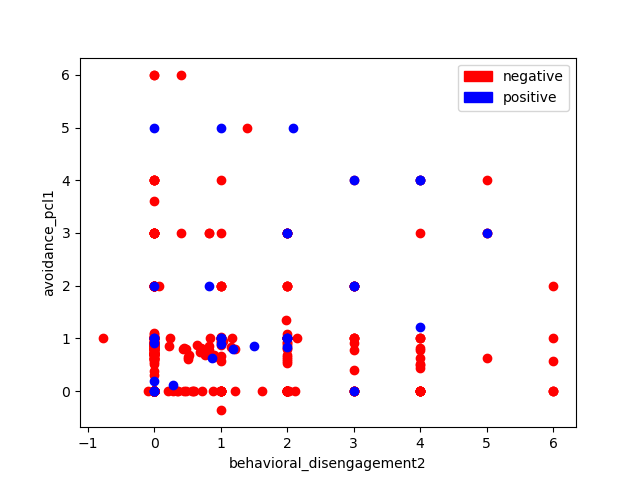 6
5
4
3
2
1
0
avoidance_pcl1
−1 0 1 2 3 4 5 6
behavioral_disengagement2
negative
positive